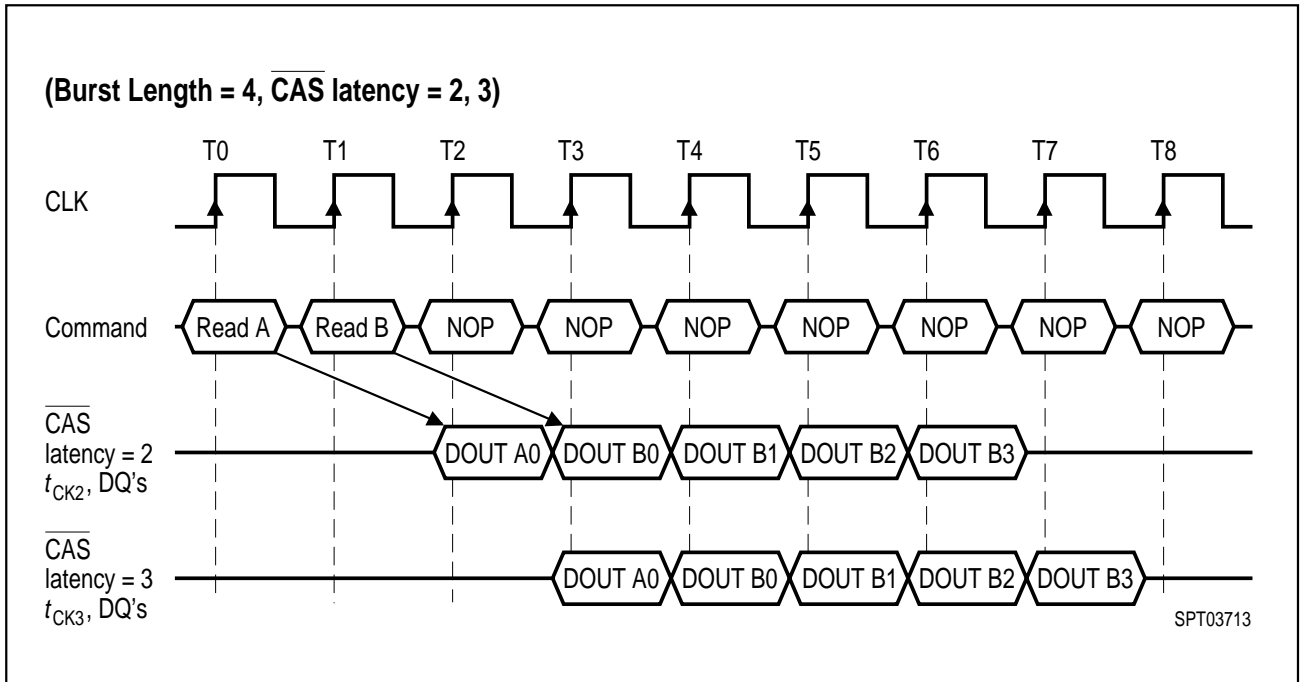 (Burst Length = 4, CAS latency = 2, 3)
T0 T1 T2 T3 T4 T5 T6 T7 T8
CLK
Command Read A Read B NOP NOP NOP NOP NOP NOP NOP
CAS
latency = 2
tCK2, DQ's
DOUT A0 DOUT B0 DOUT B1 DOUT B2 DOUT B3
CAS
latency = 3
tCK3, DQ's
DOUT A0 DOUT B0 DOUT B1 DOUT B2 DOUT B3
SPT03713